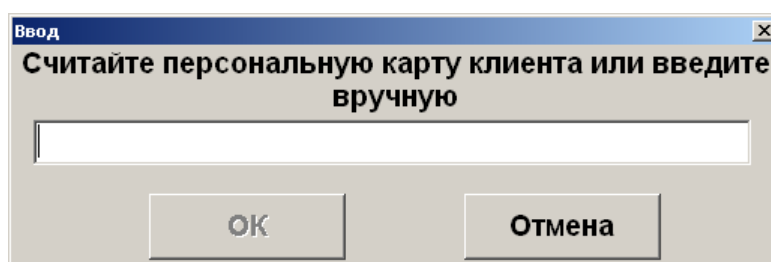 Ввод
Считайте персональную карту клиента или введите
вручную
ОК
Отмена